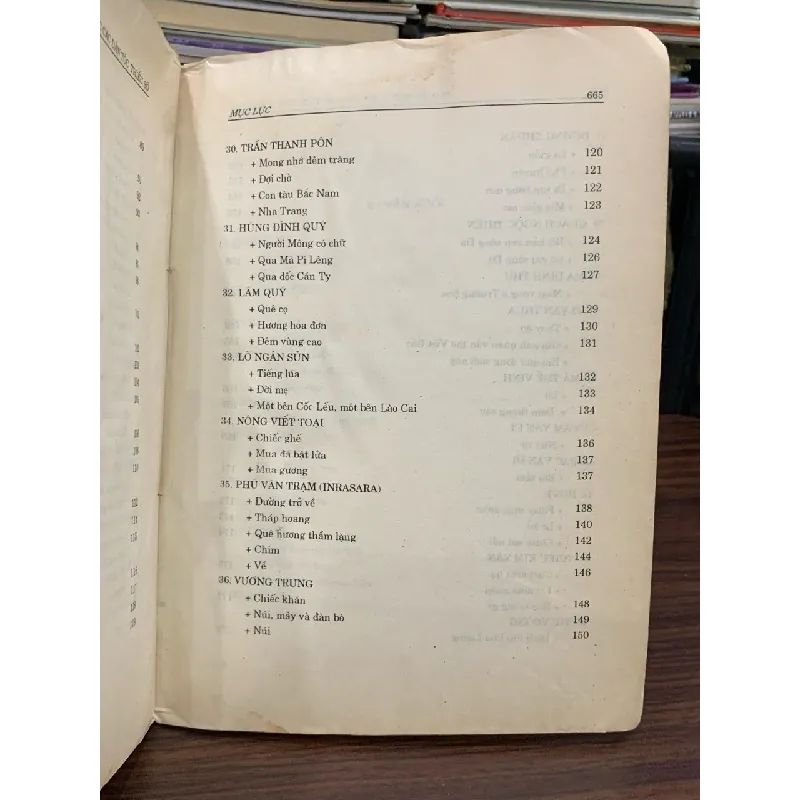 MỤC LỤC 665
30. TRẦN THANH PÔN
+ Mong nhớ đêm trăng 120
+ Đợi chờ 121
+ Con tàu Bắc Nam 122
+ Nha Trang 123
31. HÙNG ĐÌNH QUÝ
+ Người Mông có chữ 124
+ Qua Mã Pì Lèng 126
+ Qua dốc Cán Tỷ 127
32. LÂM QUÝ
+ Quê cọ 129
+ Hương hoa đơn 130
+ Đêm vùng cao 131
33. LÒ NGÂN SỦN
+ Tiếng lúa 132
+ Đời mẹ 133
+ Một bên Cốc Lếu, một bên Lào Cai 134
34. NÔNG VIẾT TOẠI
+ Chiếc ghế 136
+ Mua đá bật lửa 137
+ Mua gương 137
35. PHÚ VĂN TRẠM (INRASARA)
+ Đường trở về 138
+ Tháp hoang 140
+ Quê hương thầm lặng 142
+ Chim 144
+ Về 146
36. VƯƠNG TRUNG
+ Chiếc khăn 148
+ Núi, mây và đàn bò 149
+ Núi 150